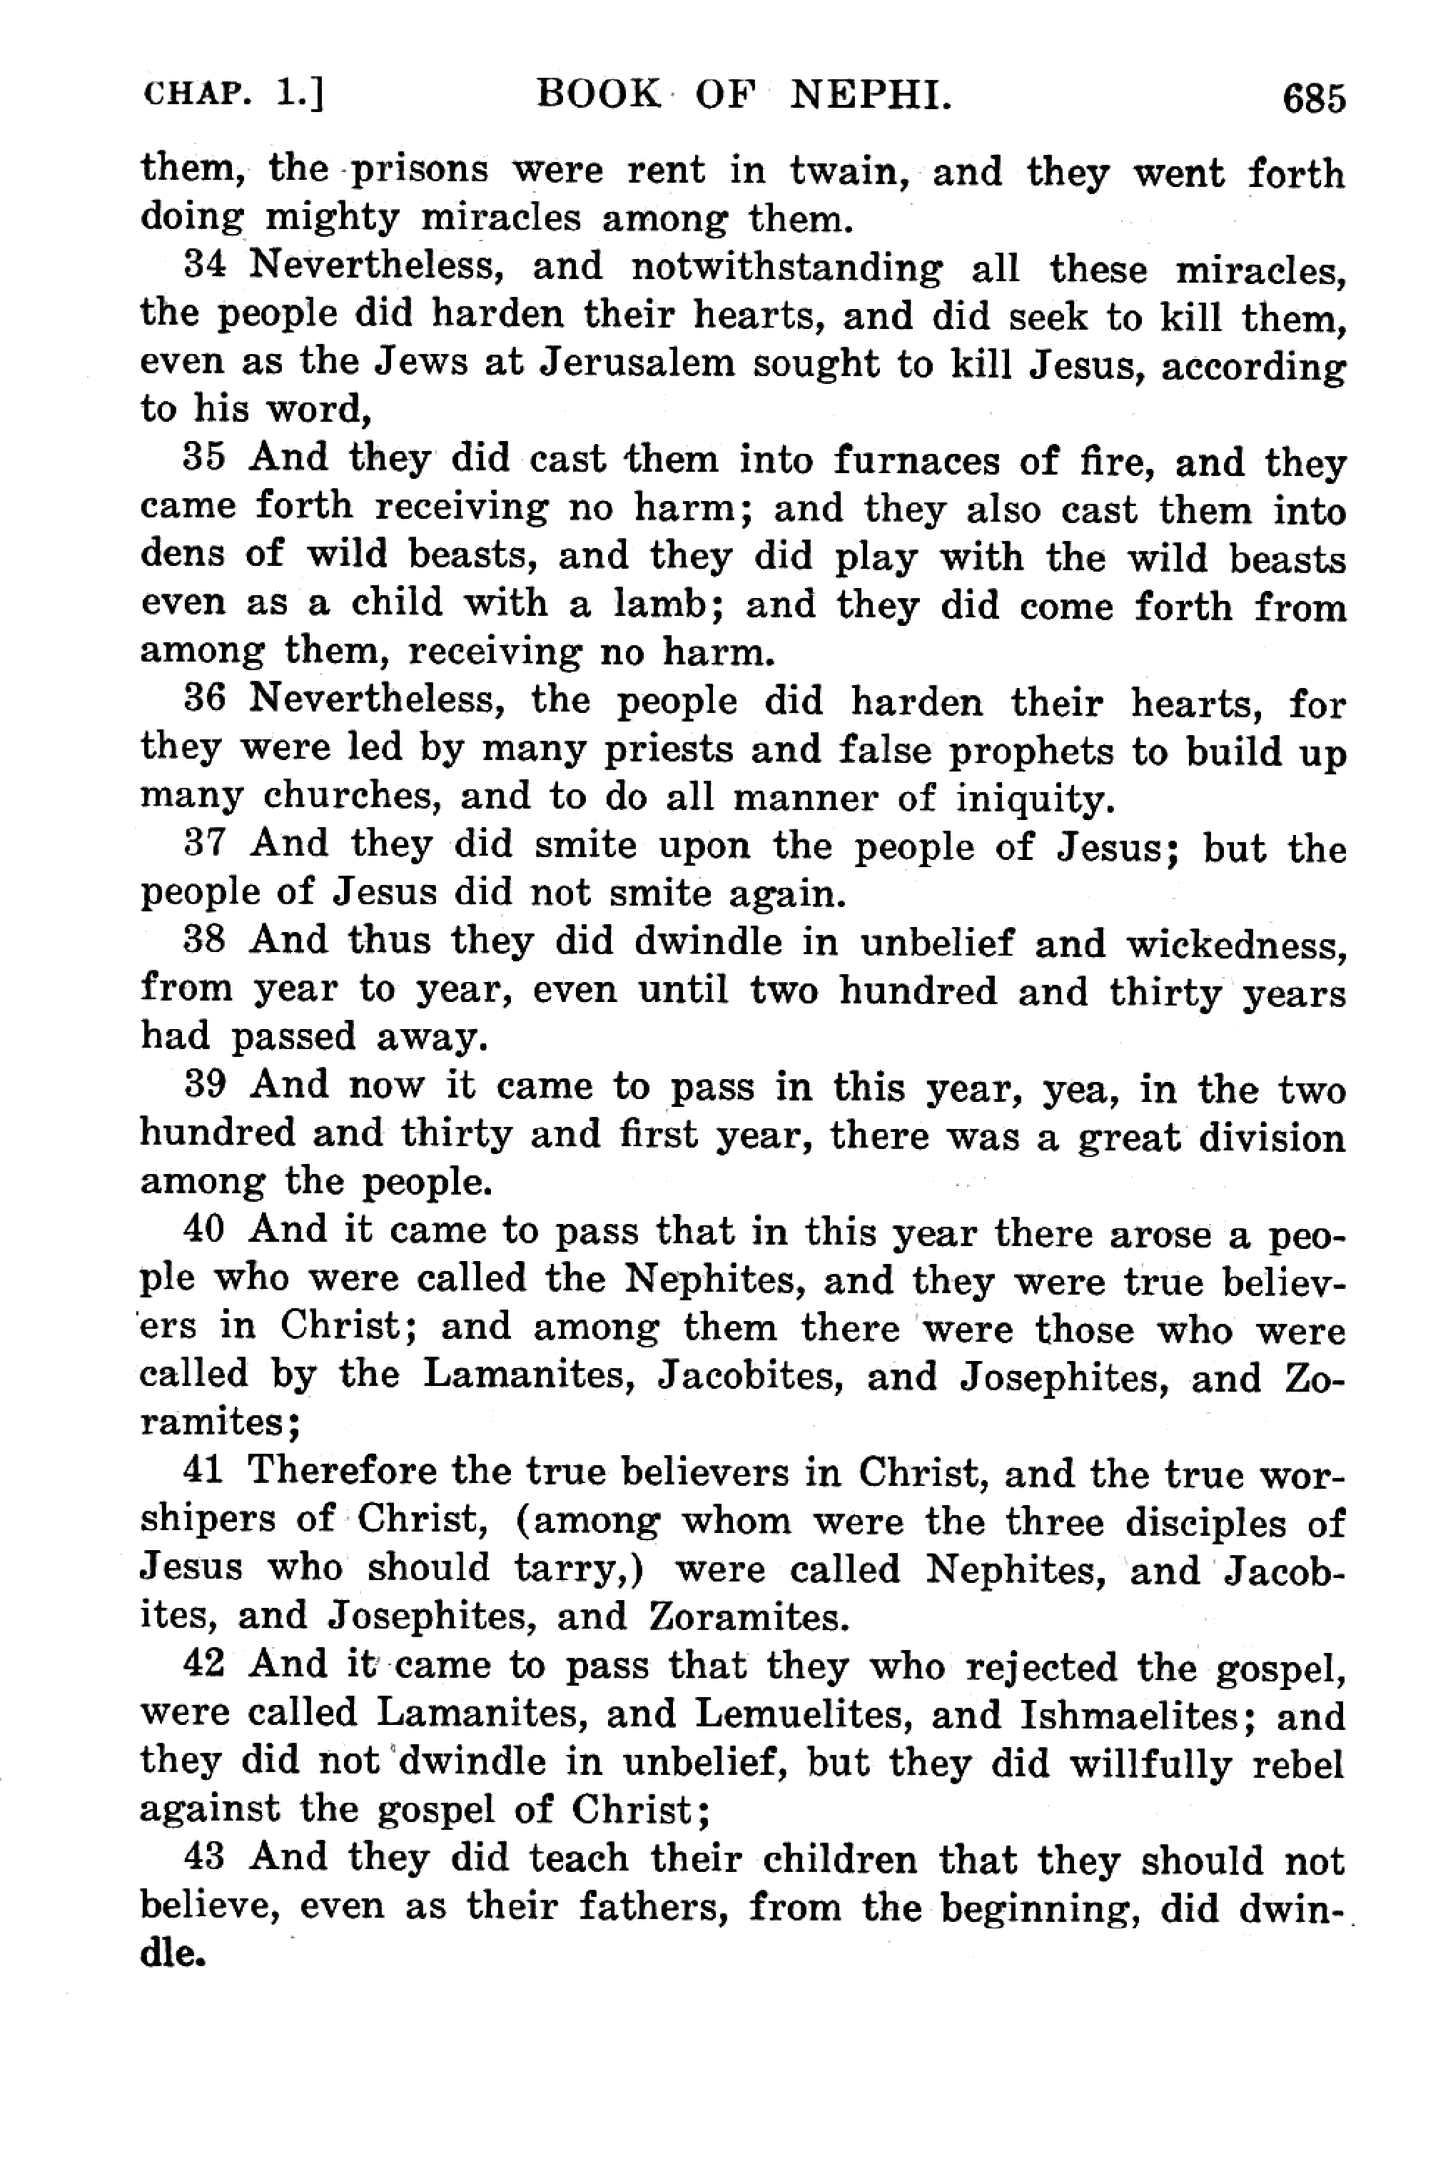 CHAP. 1.] BOOK OF NEPHI. 685
them, the prisons were rent in twain, and they went forth
doing mighty miracles among them.
34 Nevertheless, and notwithstanding all these miracles,
the people did harden their hearts, and did seek to kill them,
even as the Jews at Jerusalem sought to kill Jesus, according
to his word,
35 And they did cast them into furnaces of fire, and they
came forth receiving no harm; and they also cast them into
dens of wild beasts, and they did play with the wild beasts
even as a child with a lamb; and they did come forth from
among them, receiving no harm.
36 Nevertheless, the people did harden their hearts, for
they were led by many priests and false prophets to build up
many churches, and to do all manner of iniquity.
37 And they did smite upon the people of Jesus; but the
people of Jesus did not smite again.
38 And thus they did dwindle in unbelief and wickedness,
from year to year, even until two hundred and thirty years
had passed away.
39 And now it came to pass in this year, yea, in the two
hundred and thirty and first year, there was a great division
among the people.
40 And it came to pass that in this year there arose a peo-
ple who were called the Nephites, and they were true believ-
ers in Christ; and among them there were those who were
called by the Lamanites, Jacobites, and Josephites, and Zo-
ramites;
41 Therefore the true believers in Christ, and the true wor-
shipers of Christ, (among whom were the three disciples of
Jesus who should tarry,) were called Nephites, and Jacob-
ites, and Josephites, and Zoramites.
42 And it came to pass that they who rejected the gospel,
were called Lamanites, and Lemuelites, and Ishmaelites; and
they did not dwindle in unbelief, but they did willfully rebel
against the gospel of Christ;
43 And they did teach their children that they should not
believe, even as their fathers, from the beginning, did dwin-
dle.